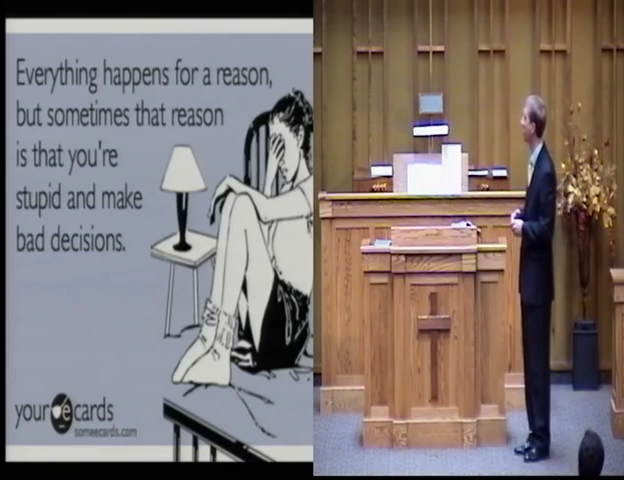 Everything happens for a reason,
but sometimes that reason
is that you're
stupid and make
bad decisions.
your e cards
someecards.com